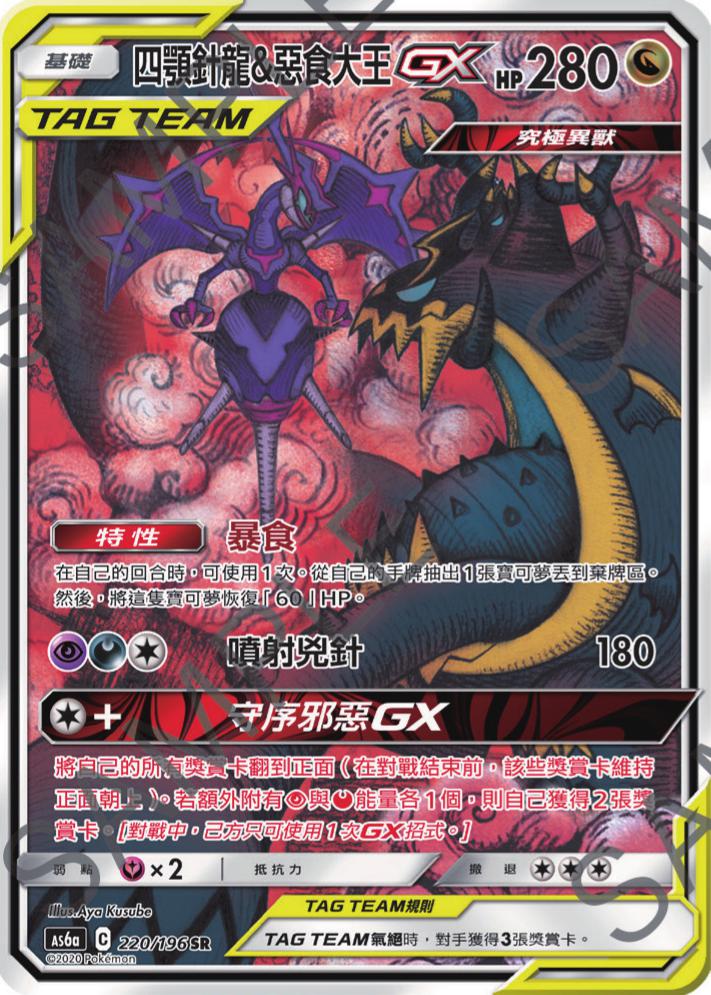 基礎 四顎針龍&惡食大王GX HP280
TAG TEAM
究極異獸
特性 暴食
在自己的回合時,可使用1次。從自己的手牌抽出1張寶可夢丟到棄牌區。
然後,將這隻寶可夢恢復「60」HP。
噴射兇針 180
+ 守序邪惡GX
將自己的所有獎賞卡翻到正面(在對戰結束前,該些獎賞卡維持
正面朝上)。若額外附有與能量各1個,則自己獲得2張獎
賞卡。[對戰中,己方只可使用1次GX招式。]
弱點 ×2 抵抗力 撤退
Illus.Aya Kusube
TAG TEAM規則
AS6a C 220/196 SR
TAG TEAM氣絕時,對手獲得3張獎賞卡。
©2020 Pokémon
SAMPLE